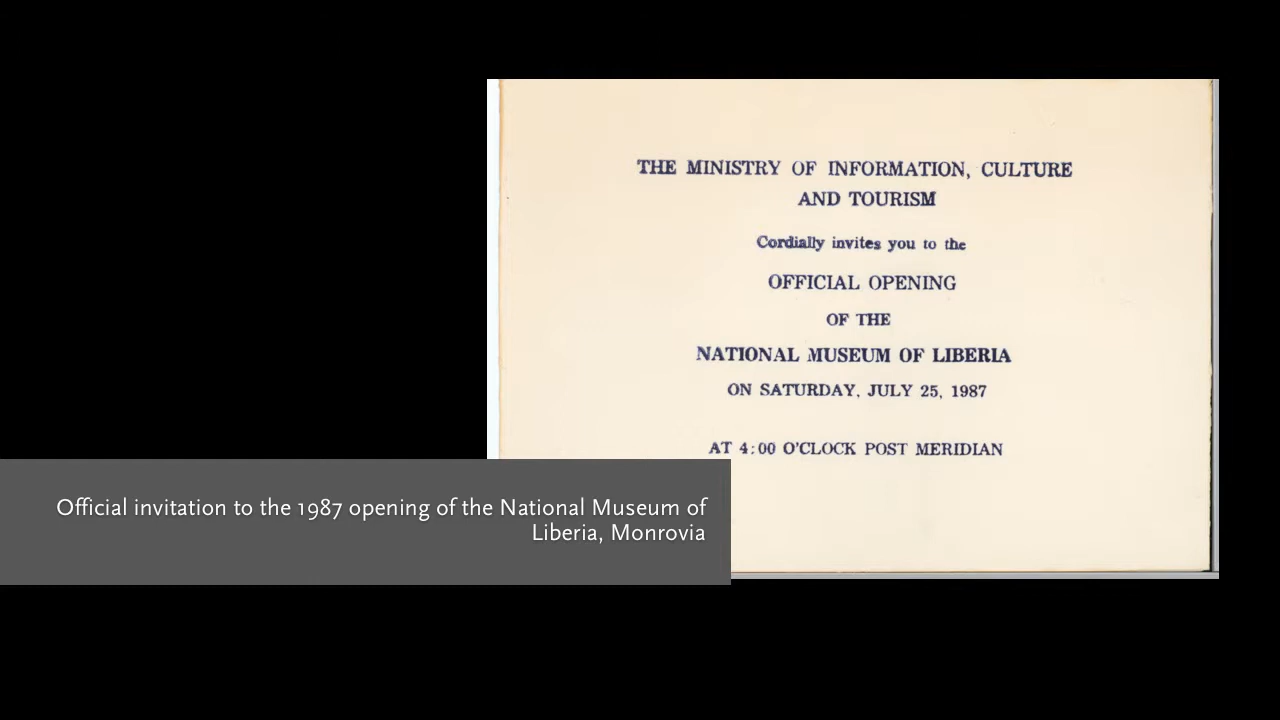 THE MINISTRY OF INFORMATION, CULTURE
AND TOURISM
Cordially invites you to the
OFFICIAL OPENING
OF THE
NATIONAL MUSEUM OF LIBERIA
ON SATURDAY, JULY 25, 1987
AT 4:00 O'CLOCK POST MERIDIAN
Official invitation to the 1987 opening of the National Museum of
Liberia, Monrovia